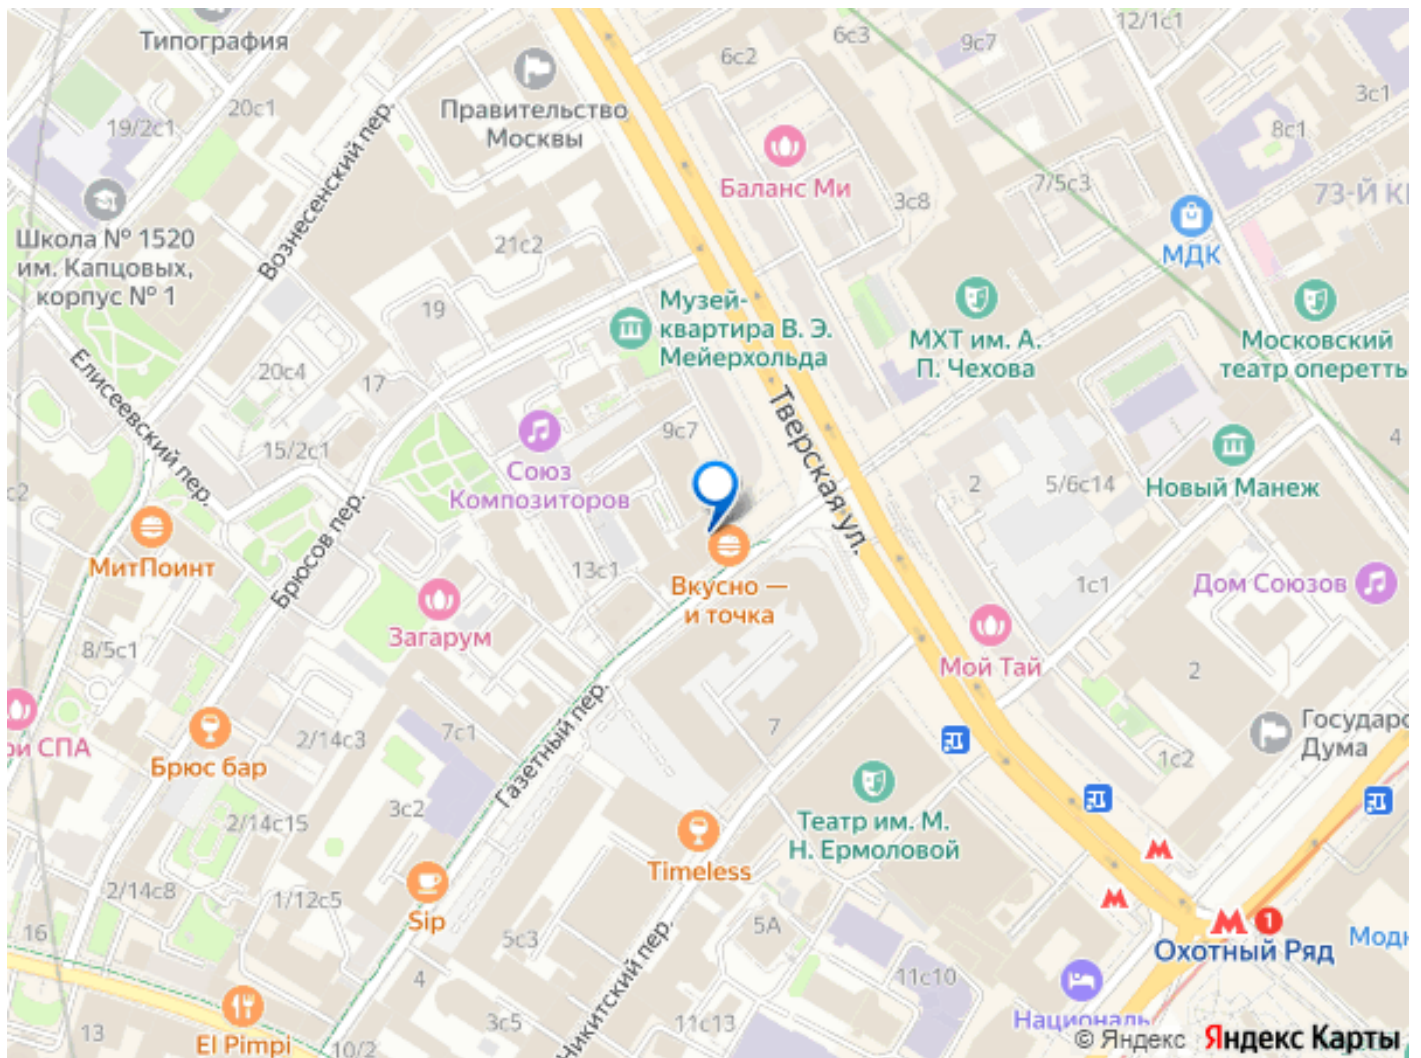 Типография
12/1с1
6с3
9с7
6с2
3с1
Правительство
Москвы
20с1
19/2с1
8с1
Вознесенский пер.
Баланс Ми
7/5с3
3с8
МДК
Школа № 1520
им. Капцовых,
корпус № 1
21с2
19
Музей-
квартира В. Э.
Мейерхольда
МХТ им. А.
П. Чехова
Московский
Елисеевский пер.
20с4
17
Тверская ул.
9с7
15/2с1
Союз
Композиторов
4
2
5/6с14
Новый Манеж
МитПоинт
Брюсов пер.
13с1
Вкусно —
и точка
1с1
Дом Союзов
Загарум
8/5с1
Мой Тай
2
СПА
2/14с3
7с1
Газетный пер.
7
Дума
1с2
Брюс бар
3с2
2/14с15
Театр им. М.
Н. Ермоловой
Timeless
2/14с8
1/12с5
Sip
16
5с3
5А
Никитский пер.
1
Охотный Ряд
4
11с10
3с5
11с13
13
El Pimpi
10/2
Националь
© Яндекс Яндекс Карты